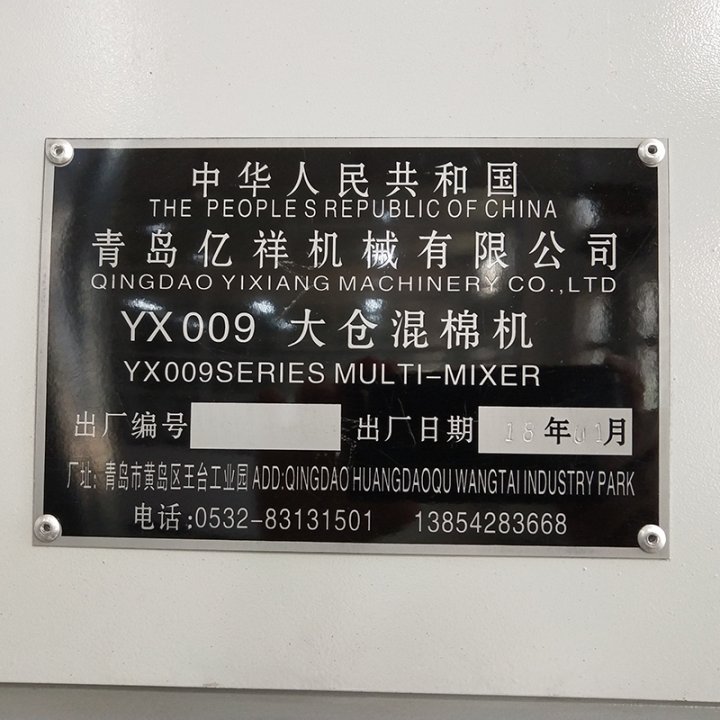 中华人民共和国
THE PEOPLE'S REPUBLIC OF CHINA
青岛亿祥机械有限公司
QINGDAO YIXIANG MACHINERY CO.,LTD
YX 009 大仓混棉机
YX009SERIES MULTI-MIXER
出厂编号 出厂日期 18 年 01 月
厂址: 青岛市黄岛区王台工业园 ADD:QINGDAO HUANGDAOQU WANGTAI INDUSTRY PARK
电话:0532-83131501 13854283668